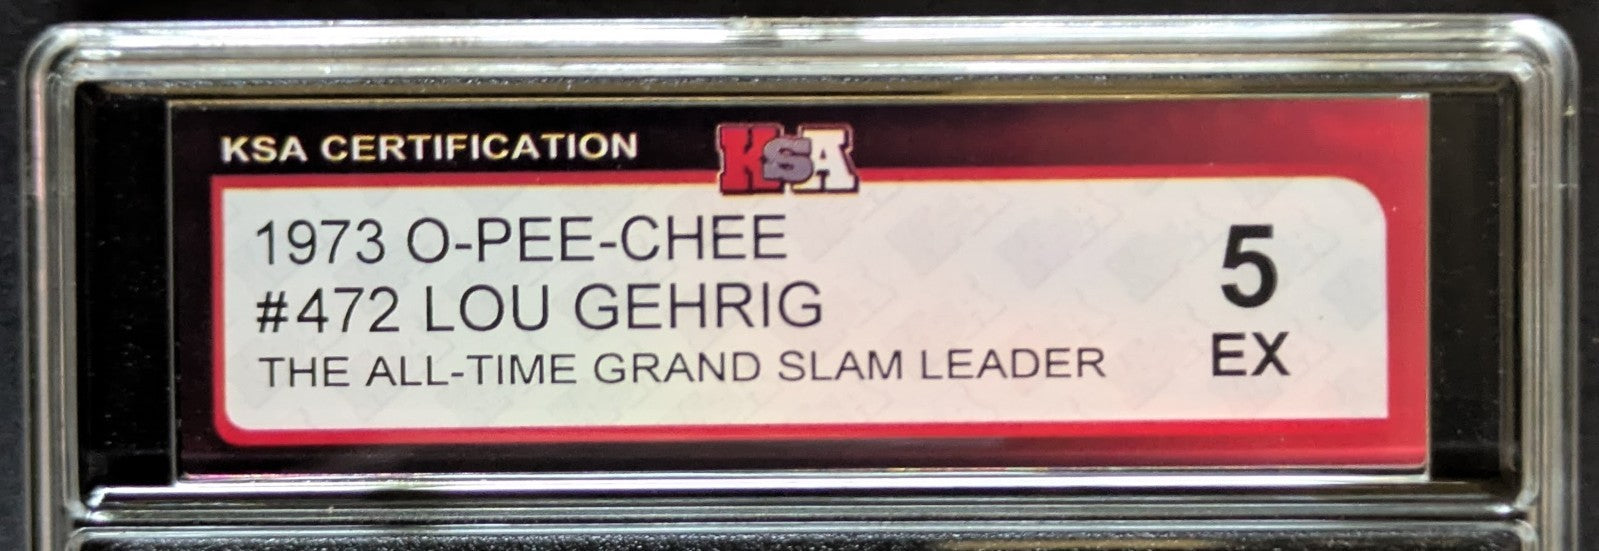 KSA CERTIFICATION
KSA
1973 O-PEE-CHEE
#472 LOU GEHRIG
THE ALL-TIME GRAND SLAM LEADER
5
EX